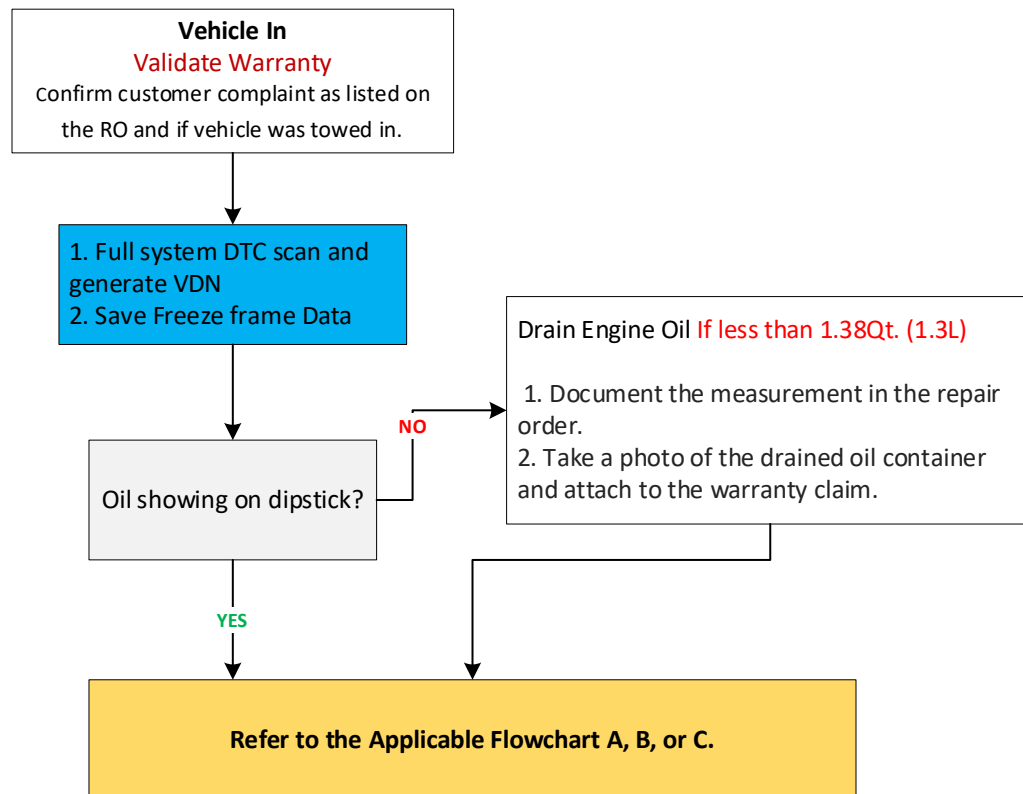 Vehicle In
Validate Warranty
Confirm customer complaint as listed on
the RO and if vehicle was towed in.
1. Full system DTC scan and
generate VDN
2. Save Freeze frame Data
Oil showing on dipstick?
NO
Drain Engine Oil If less than 1.38Qt. (1.3L)
1. Document the measurement in the repair
order.
2. Take a photo of the drained oil container
and attach to the warranty claim.
YES
Refer to the Applicable Flowchart A, B, or C.